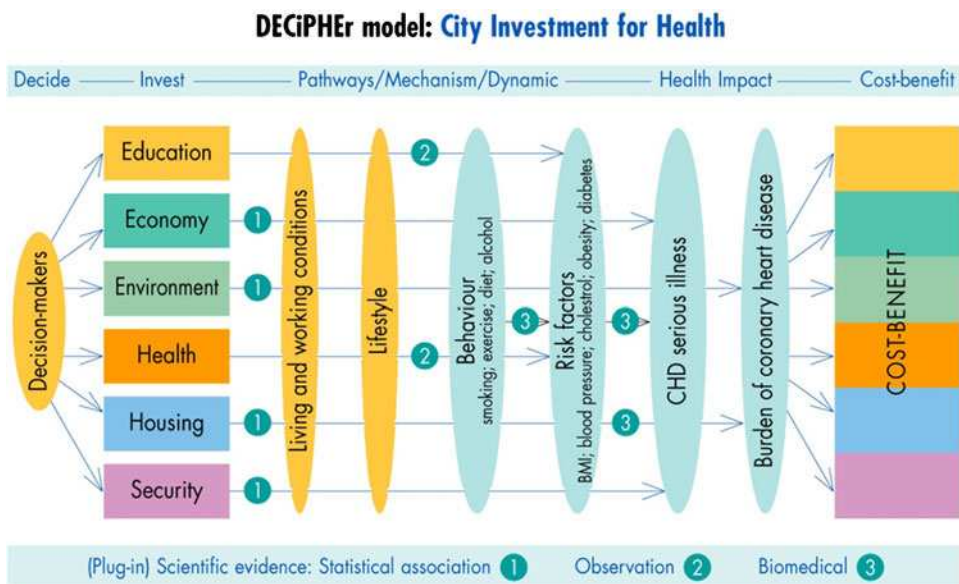 DECiPHEr model: City Investment for Health
Decide Invest Pathways/Mechanism/Dynamic Health Impact Cost-benefit
Decision-makers
Education
Economy
Environment
Health
Housing
Security
1
1
1
1
Living and working conditions
Lifestyle
2
2
Behaviour
smoking; exercise; diet; alcohol
3
Risk factors
BMI; blood pressure; cholestrol; obesity; diabetes
3
3
CHD serious illness
Burden of coronary heart disease
COST-BENEFIT
(Plug-in) Scientific evidence: Statistical association 1 Observation 2 Biomedical 3